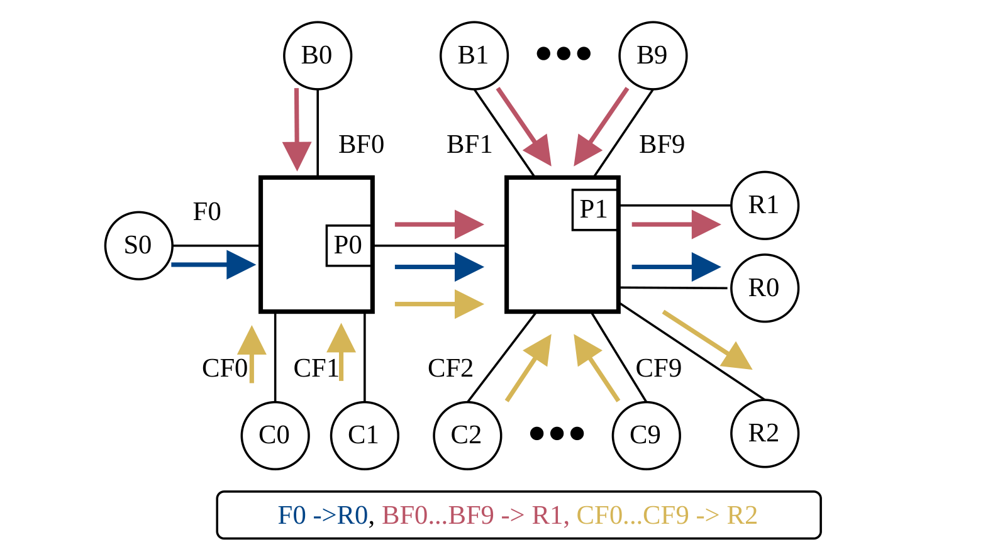 B0
B1
B9
BF0
BF1
BF9
F0
S0
P0
P1
R1
R0
CF0
CF1
CF2
CF9
C0
C1
C2
C9
R2
F0 ->R0, BF0...BF9 -> R1, CF0...CF9 -> R2